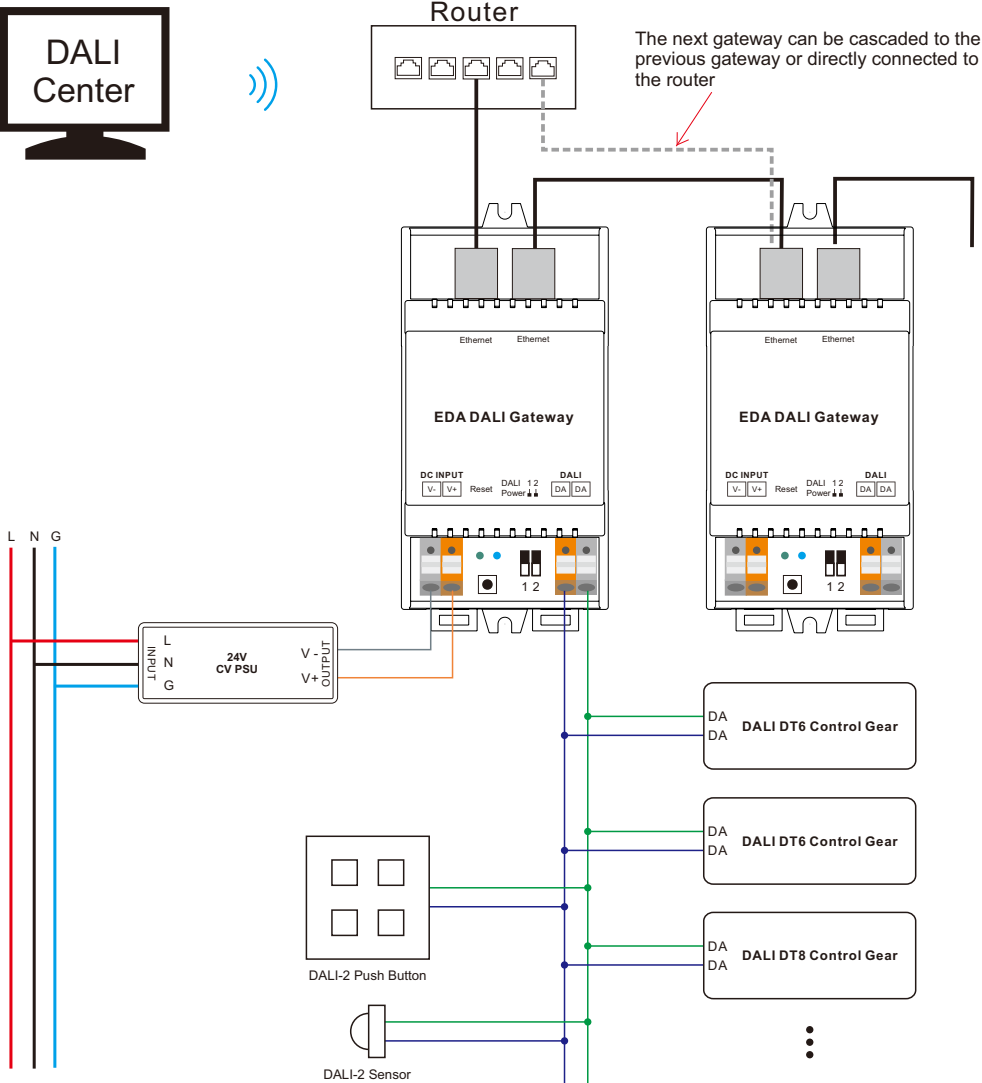 Router
DALI
Center
The next gateway can be cascaded to the
previous gateway or directly connected to
the router
Ethernet Ethernet
EDA DALI Gateway
DC INPUT
V- V+
Reset
DALI 1 2
Power
DALI
DA DA
1 2
Ethernet Ethernet
EDA DALI Gateway
DC INPUT
V- V+
Reset
DALI 1 2
Power
DALI
DA DA
1 2
L N G
INPUT
L
N
G
24V
CV PSU
V -
V+
OUTPUT
DA
DA
DALI DT6 Control Gear
DA
DA
DALI DT6 Control Gear
DA
DA
DALI DT8 Control Gear
DALI-2 Push Button
DALI-2 Sensor